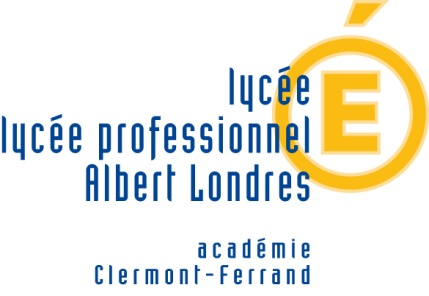 lycée
lycée professionnel
Albert Londres
É
académie
Clermont-Ferrand